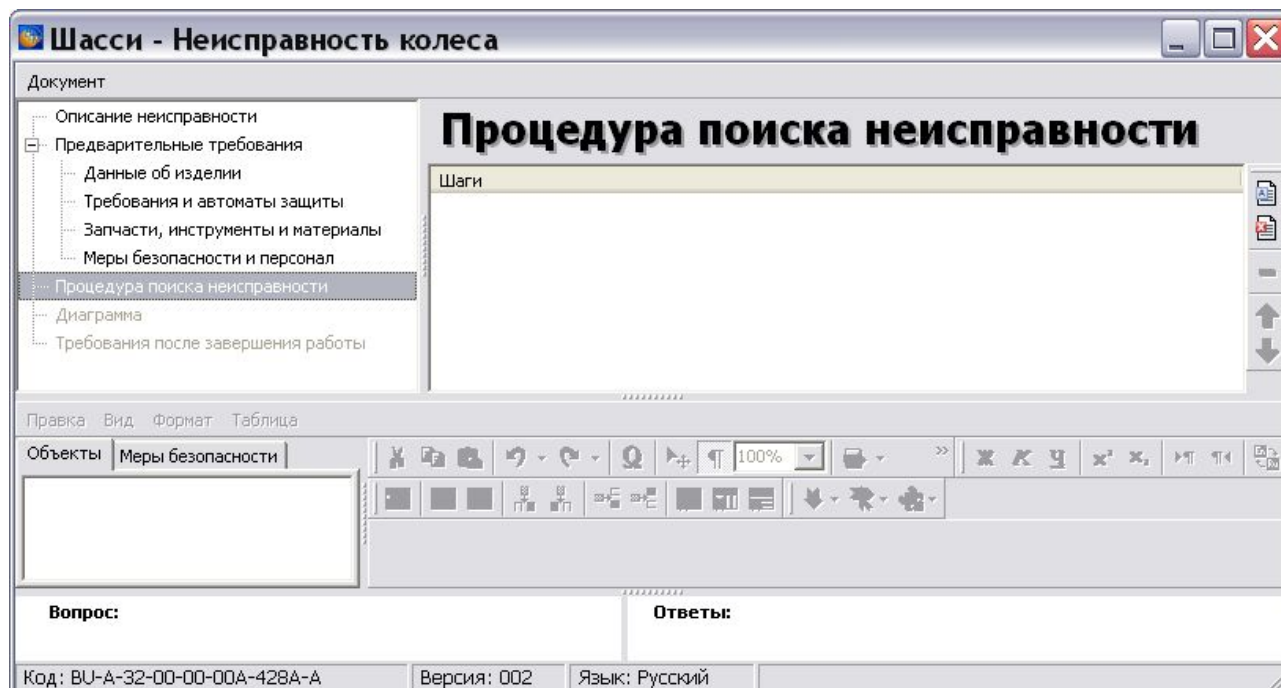 Шасси - Неисправность колеса
Документ
Описание неисправности
Предварительные требования
Данные об изделии
Требования и автоматы защиты
Запчасти, инструменты и материалы
Меры безопасности и персонал
Процедура поиска неисправности
Диаграмма
Требования после завершения работы
Процедура поиска неисправности
Шаги
Правка Вид Формат Таблица
Объекты Меры безопасности
100%
Ж К Ч x² x₂
Вопрос: Ответы:
Код: BU-A-32-00-00-00A-428A-A Версия: 002 Язык: Русский